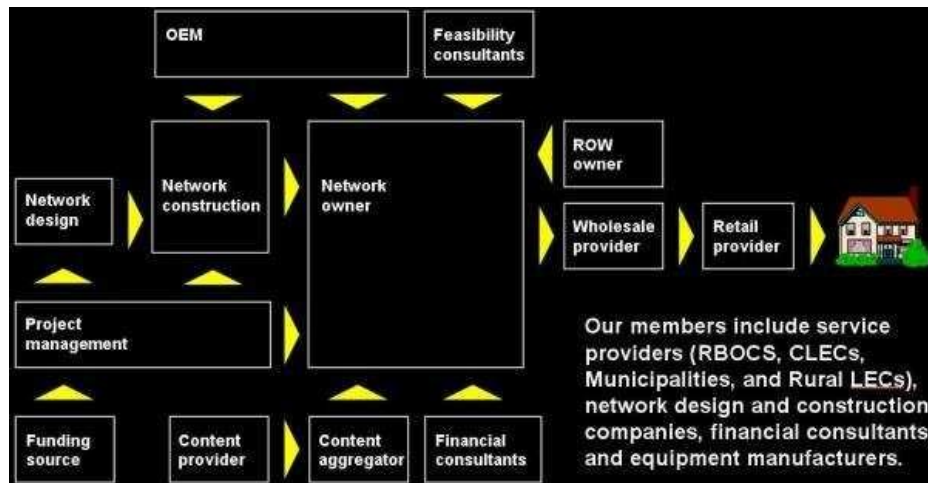 OEM
Feasibility
consultants
ROW
owner
Network
design
Network
construction
Network
owner
Wholesale
provider
Retail
provider
Project
management
Our members include service
providers (RBOCS, CLECs,
Municipalities, and Rural LECs),
network design and construction
companies, financial consultants
and equipment manufacturers.
Funding
source
Content
provider
Content
aggregator
Financial
consultants